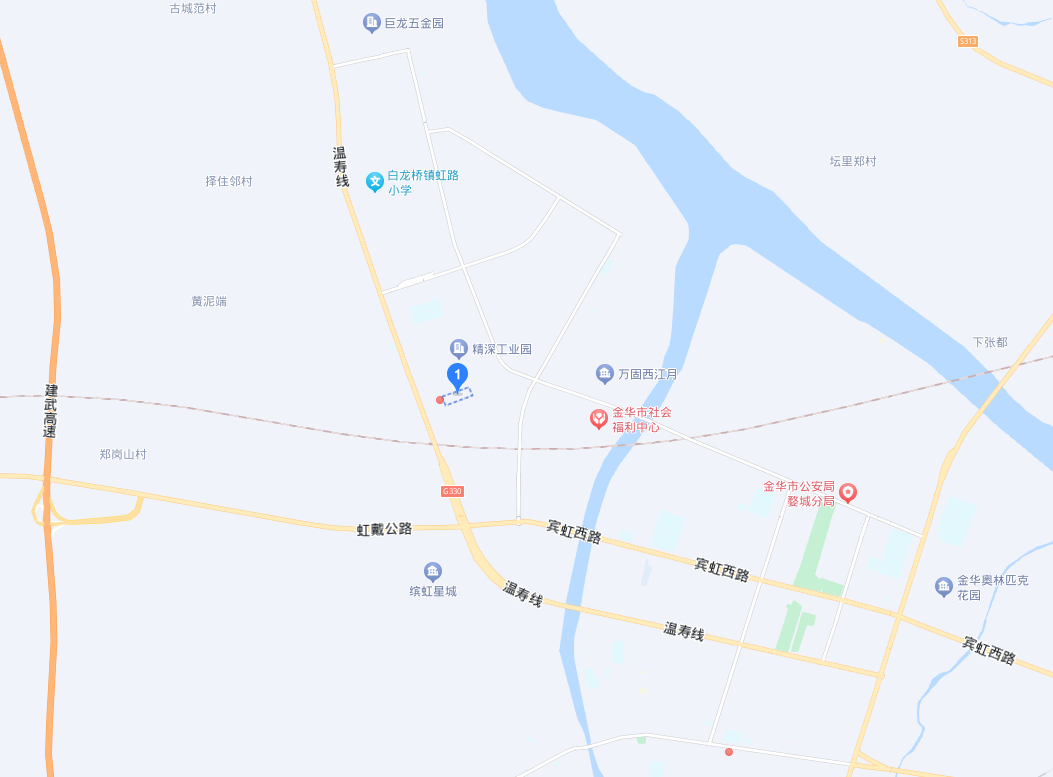 古城范村
巨龙五金园
S313
温寿线
坛里郑村
白龙桥镇虹路
小学
择住邻村
黄泥端
下张都
精深工业园
1
万固西江月
建武高速
金华市社会
福利中心
郑岗山村
金华市公安局
婺城分局
G330
虹戴公路
宾虹西路
宾虹西路
缤虹星城
温寿线
金华奥林匹克
花园
温寿线
宾虹西路